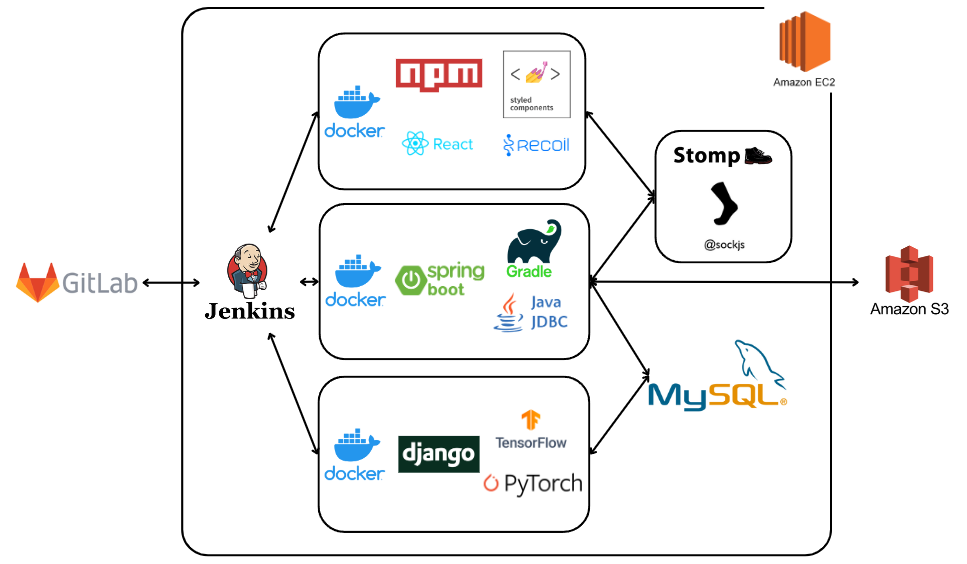 Amazon EC2
npm
styled
components
docker
React
RECOIL
Stomp
@sockjs
GitLab
Jenkins
docker
spring
boot
Gradle
Java
JDBC
Amazon S3
MySQL®
docker
django
TensorFlow
PyTorch